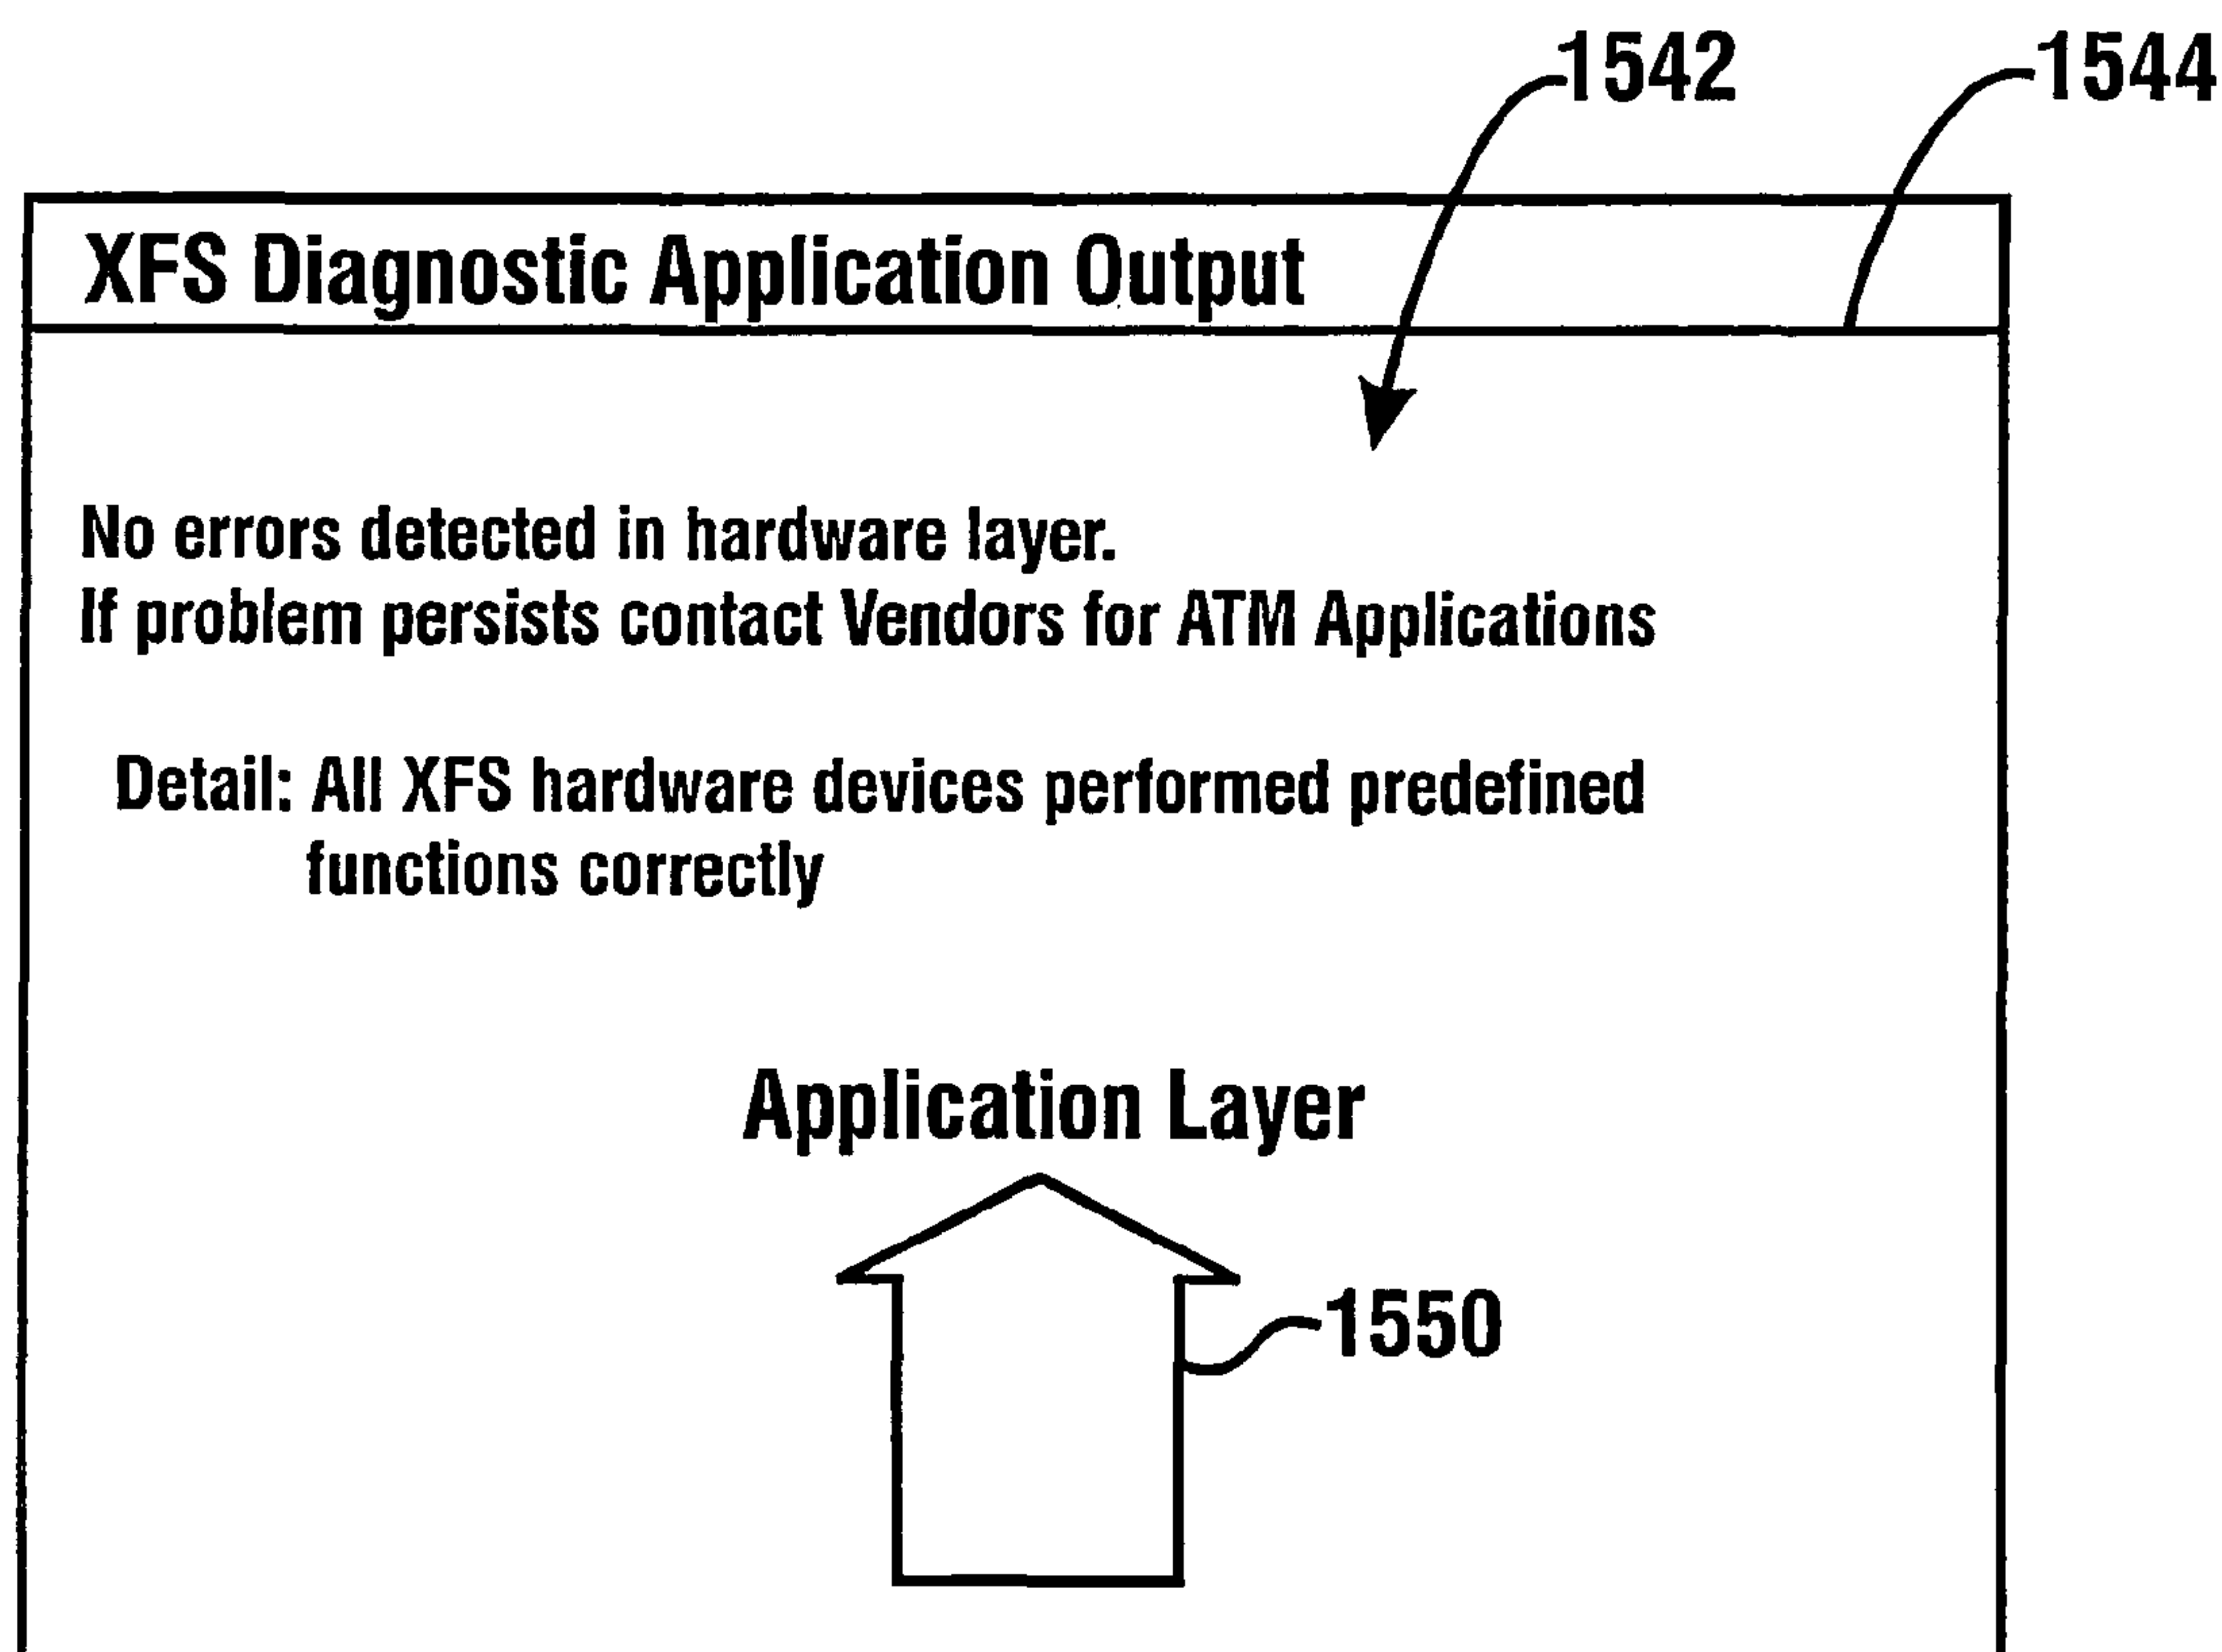 1542 1544
XFS Diagnostic Application Output
No errors detected in hardware layer.
If problem persists contact Vendors for ATM Applications
Detail: All XFS hardware devices performed predefined
functions correctly
Application Layer
1550